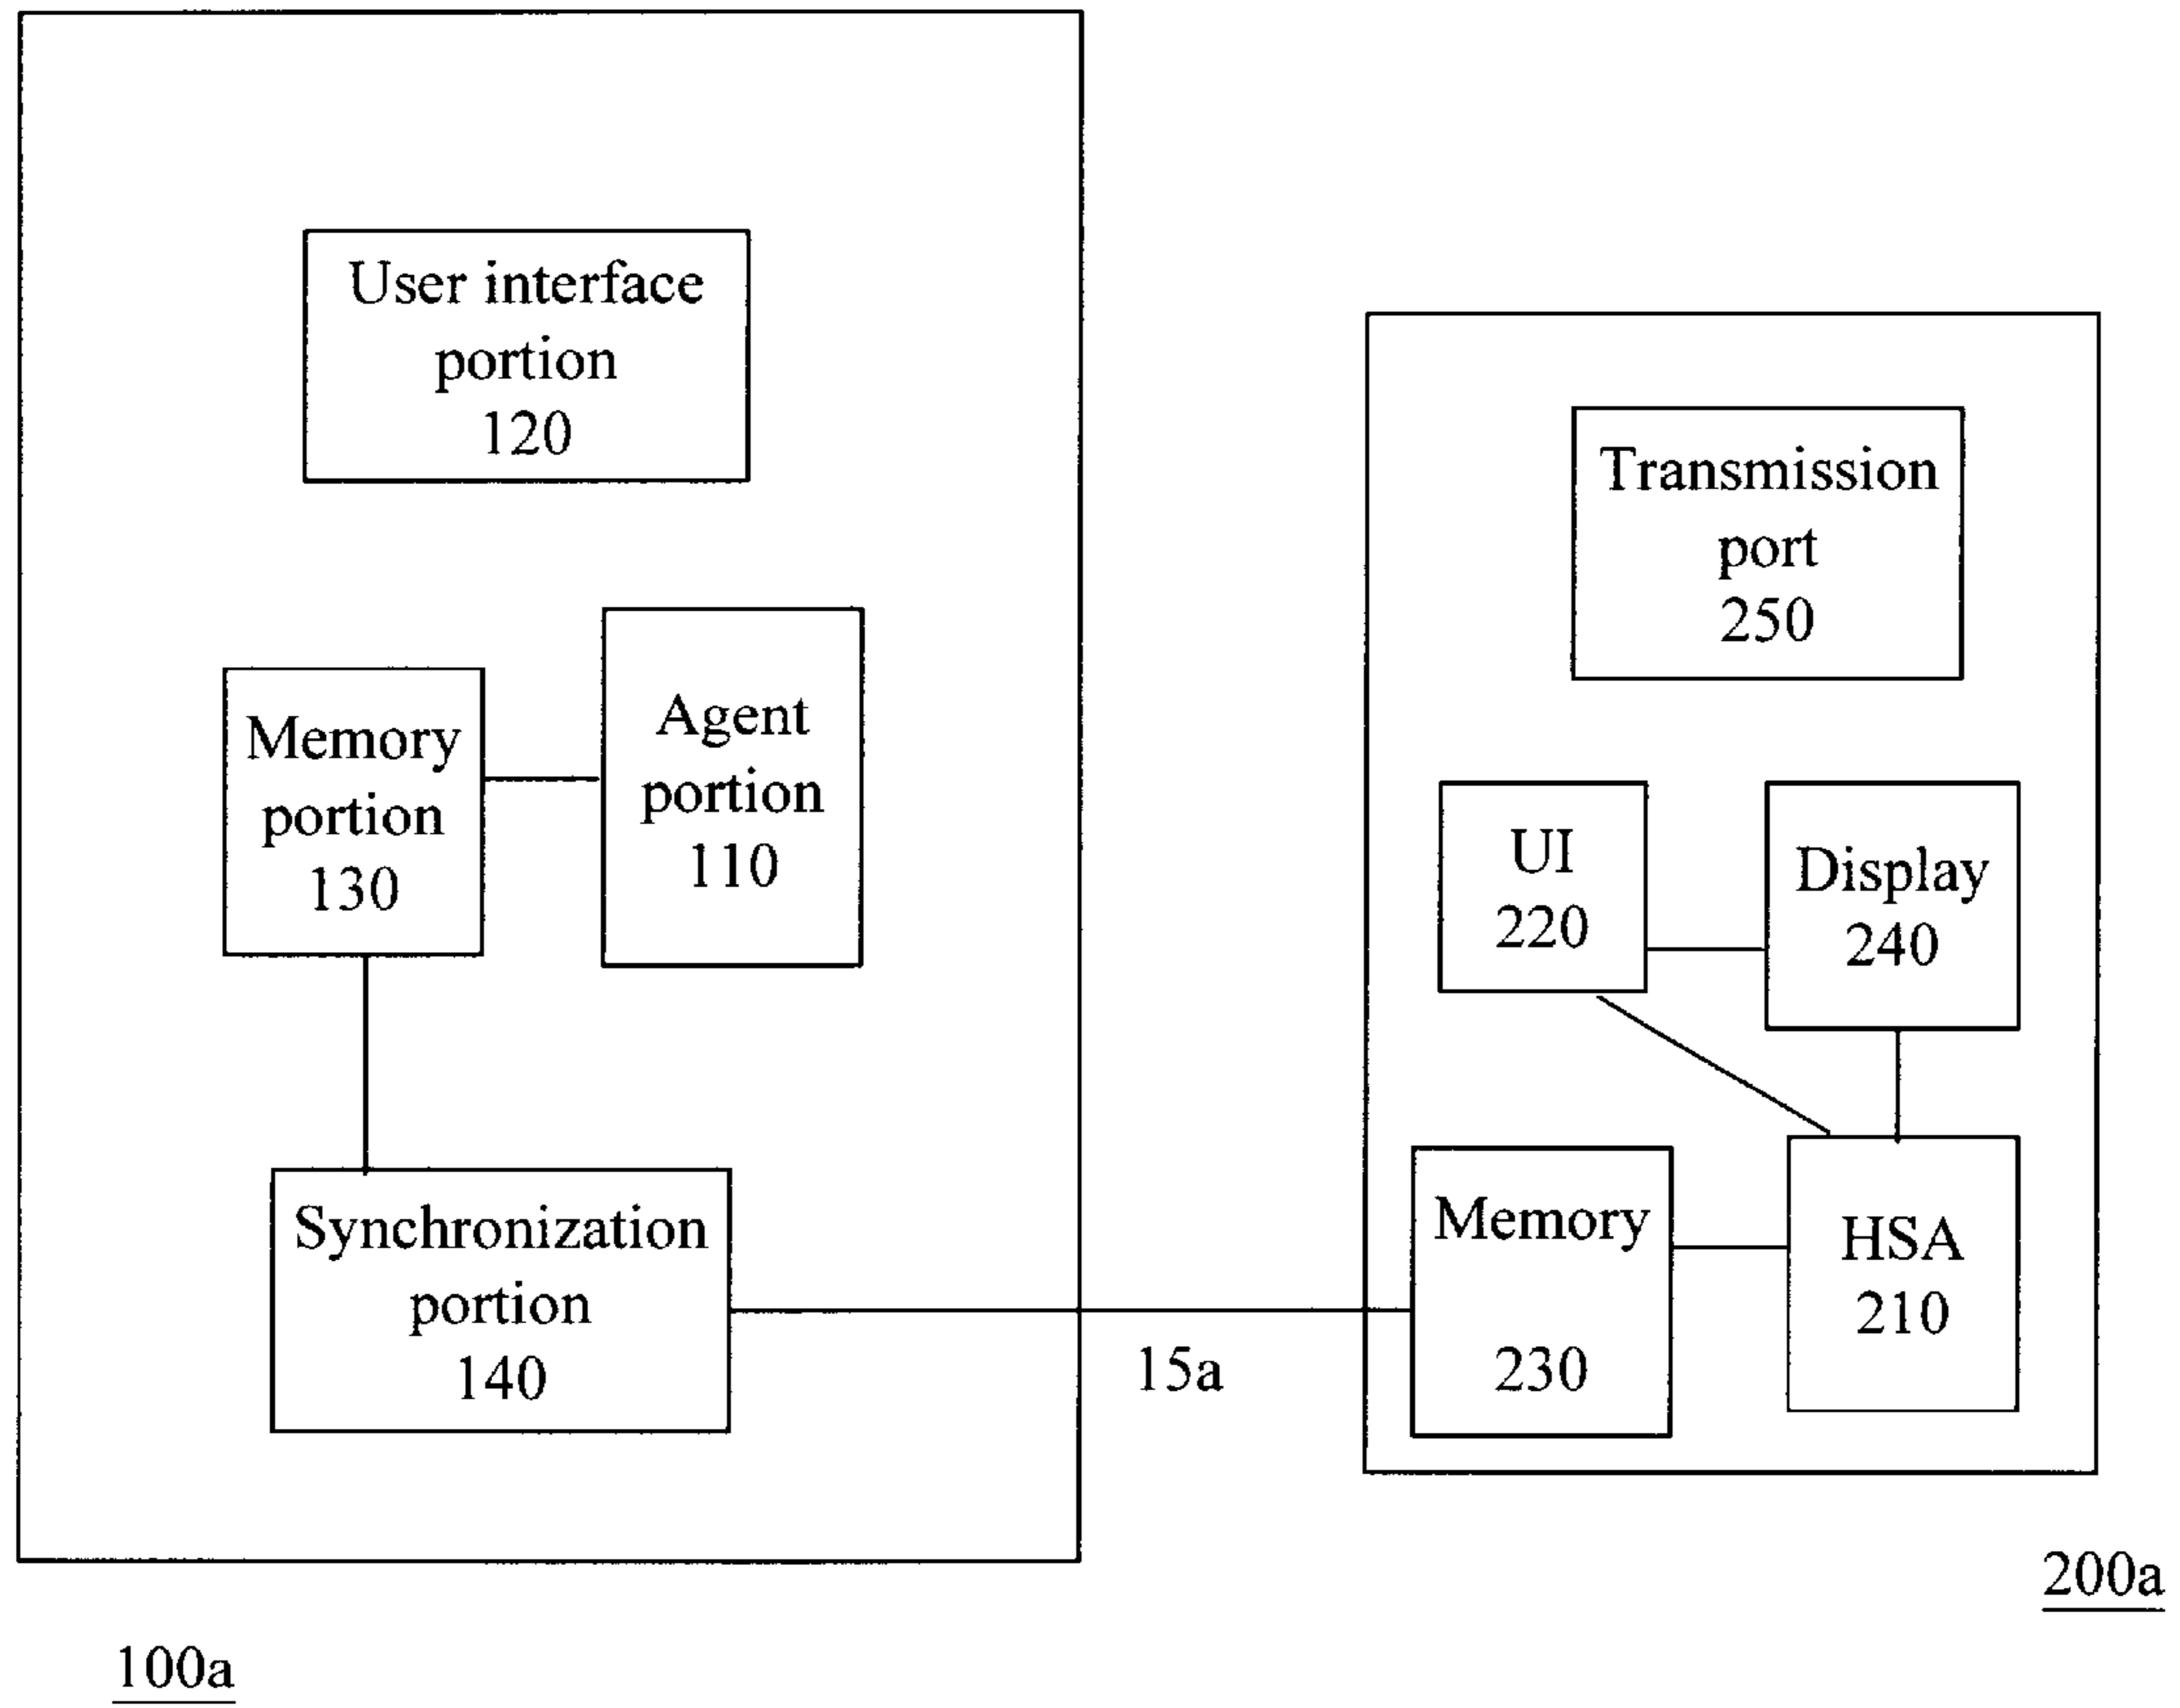 User interface
portion
120
Memory
portion
130
Agent
portion
110
Synchronization
portion
140
15a
Transmission
port
250
UI
220
Display
240
Memory
230
HSA
210
200a
100a